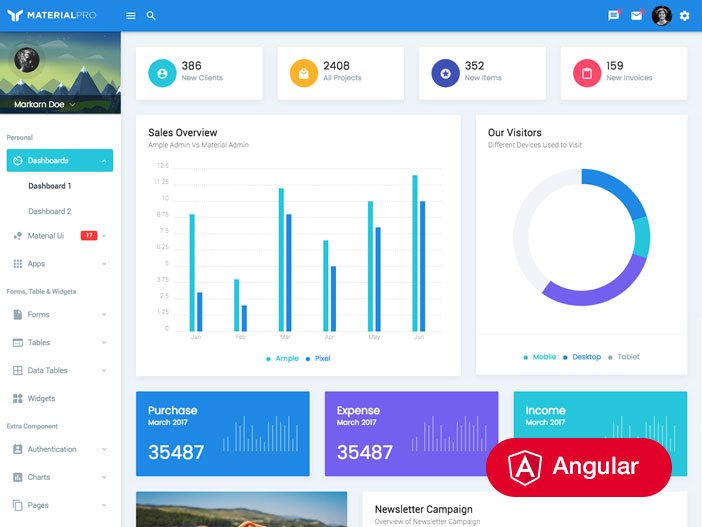 MATERIALPRO
Markarn Doe
Personal
Dashboards
Dashboard 1
Dashboard 2
Material Ui
17
Apps
Forms, Table & Widgets
Forms
Tables
Data Tables
Widgets
Extra Component
Authentication
Charts
Pages
386
New Clients
2408
All Projects
352
New Items
159
New Invoices
Sales Overview
Ample Admin Vs Material Admin
12.5
11.25
10
8.75
7.5
6.25
5
3.75
2.5
1.25
0
Jan
Feb
Mar
Apr
May
Jun
Ample
Pixel
Our Visitors
Different Devices Used to Visit
Mobile
Desktop
Tablet
Purchase
March 2017
35487
Expense
March 2017
35487
Income
March 2017
Angular
Newsletter Campaign
Overview of Newsletter Campaign